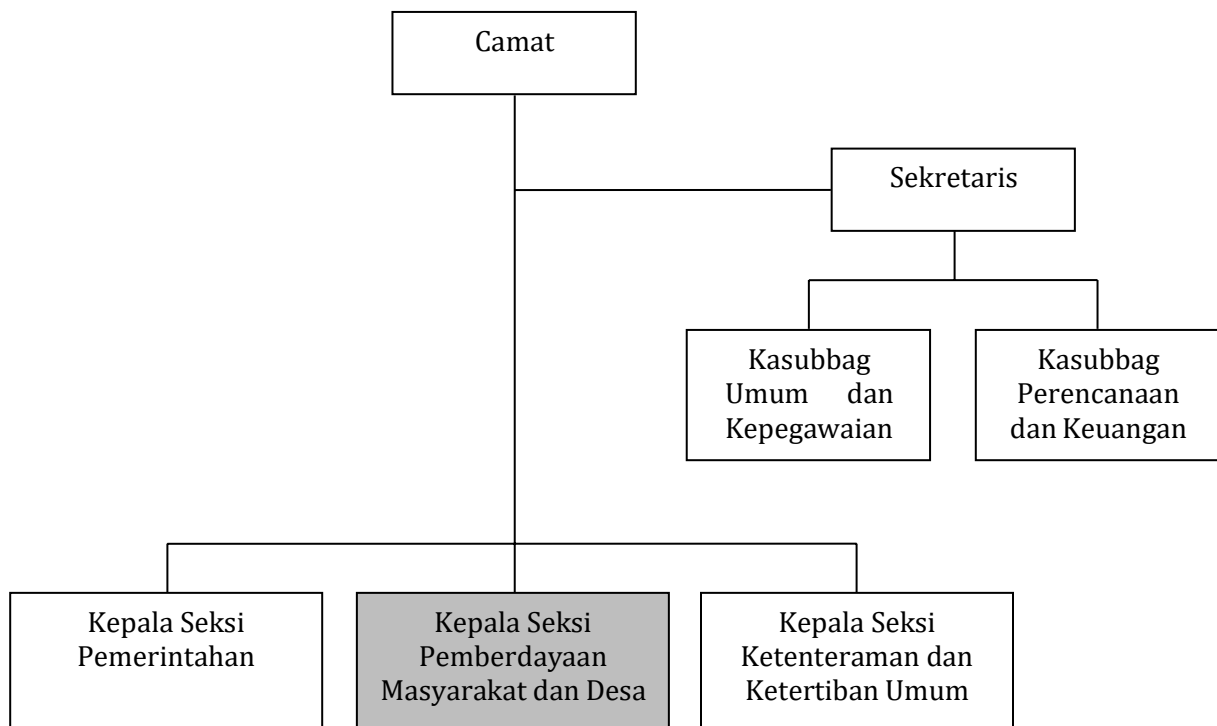 Camat
Sekretaris
Kasubbag
Umum dan
Kepegawaian
Kasubbag
Perencanaan
dan Keuangan
Kepala Seksi
Pemerintahan
Kepala Seksi
Pemberdayaan
Masyarakat dan Desa
Kepala Seksi
Ketenteraman dan
Ketertiban Umum